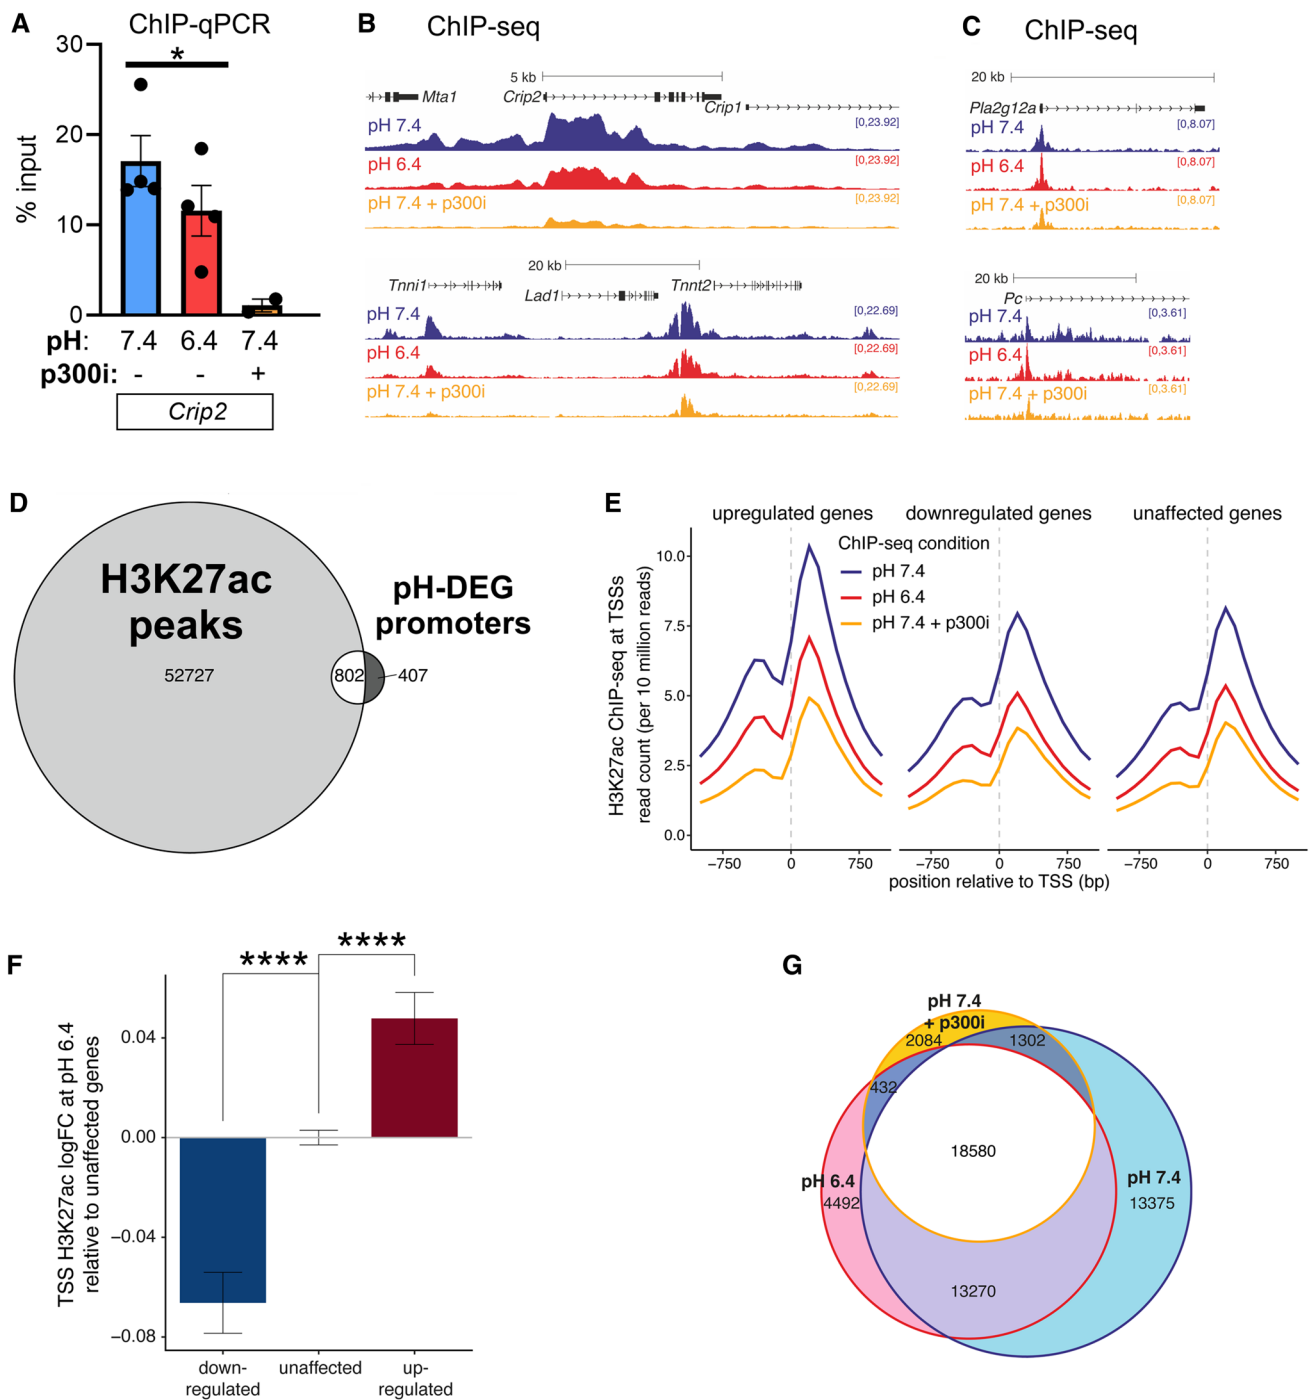 A
ChIP-qPCR
30
20
10
0
% input
*
pH: 7.4 6.4 7.4
p300i: - - +
Crip2
B
ChIP-seq
5 kb
Mta1 Crip2 Crip1
pH 7.4 [0,23.92]
pH 6.4 [0,23.92]
pH 7.4 + p300i [0,23.92]
20 kb
Tnni1 Lad1 Tnnt2
pH 7.4 [0,22.69]
pH 6.4 [0,22.69]
pH 7.4 + p300i [0,22.69]
C
ChIP-seq
20 kb
Pla2g12a
pH 7.4 [0,8.07]
pH 6.4 [0,8.07]
pH 7.4 + p300i [0,8.07]
20 kb
Pc
pH 7.4 [0,3.61]
pH 6.4 [0,3.61]
pH 7.4 + p300i [0,3.61]
D
H3K27ac
peaks
52727
pH-DEG
promoters
802
407
E
upregulated genes downregulated genes unaffected genes
ChIP-seq condition
pH 7.4
pH 6.4
pH 7.4 + p300i
H3K27ac ChIP-seq at TSSs
read count (per 10 million reads)
10.0
7.5
5.0
2.5
0.0
−750 0 750 −750 0 750 −750 0 750
position relative to TSS (bp)
F
**** ****
TSS H3K27ac logFC at pH 6.4
relative to unaffected genes
0.04
0.00
−0.04
−0.08
down-
regulated
unaffected
up-
regulated
G
pH 7.4
+ p300i
2084
1302
432
18580
pH 6.4
4492
pH 7.4
13375
13270